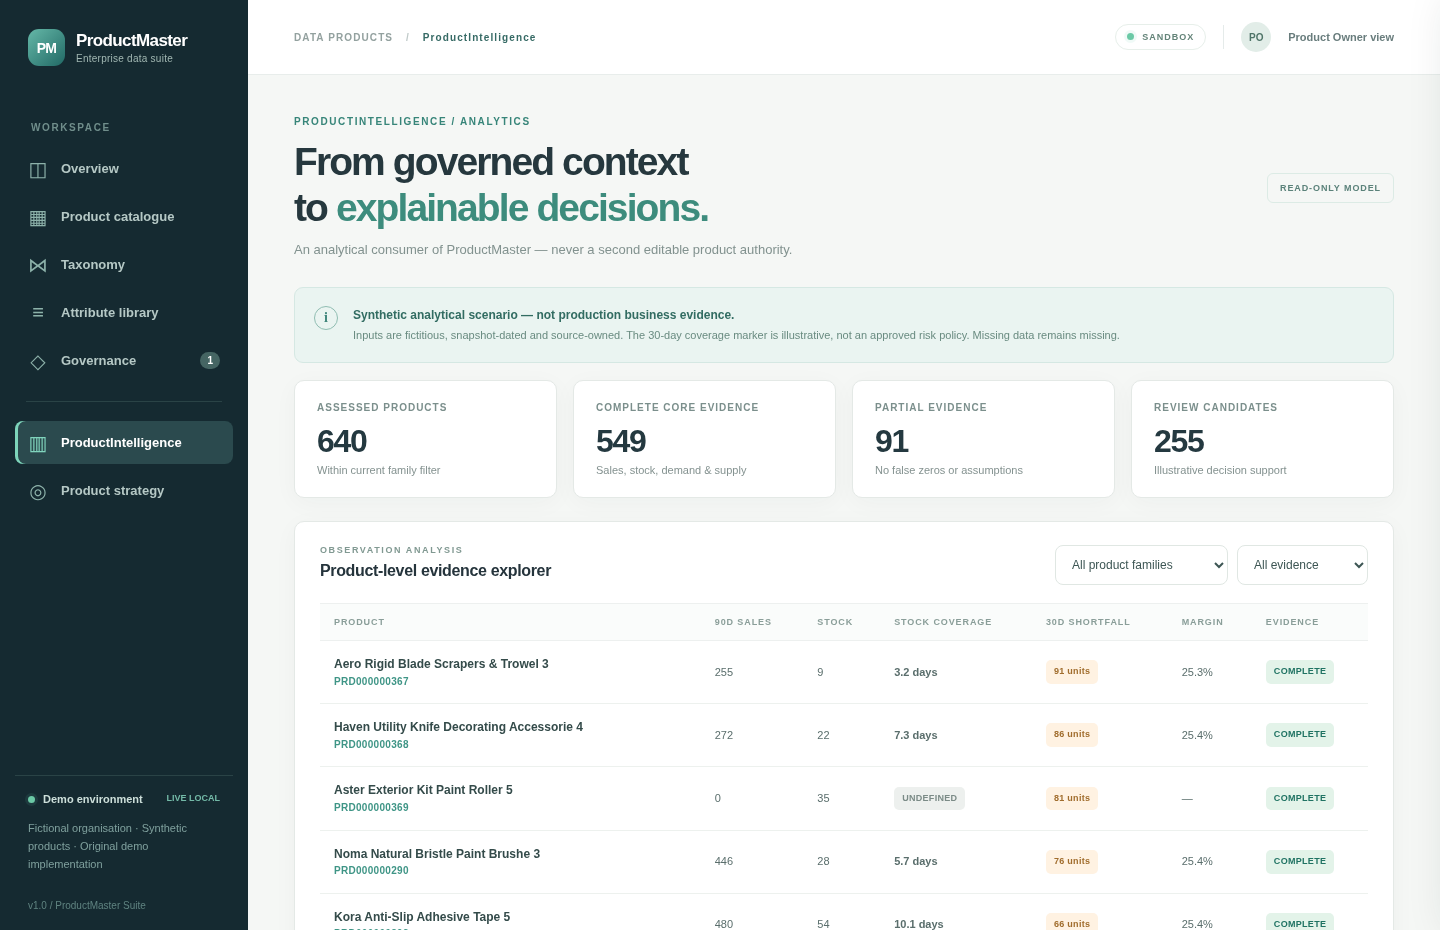 PM
ProductMaster
Enterprise data suite
WORKSPACE
Overview
Product catalogue
Taxonomy
Attribute library
Governance 1
ProductIntelligence
Product strategy
Demo environment LIVE LOCAL
Fictional organisation · Synthetic
products · Original demo
implementation
v1.0 / ProductMaster Suite
DATA PRODUCTS / ProductIntelligence
SANDBOX PO Product Owner view
PRODUCTINTELLIGENCE / ANALYTICS
From governed context
to explainable decisions.
An analytical consumer of ProductMaster — never a second editable product authority.
READ-ONLY MODEL
i
Synthetic analytical scenario — not production business evidence.
Inputs are fictitious, snapshot-dated and source-owned. The 30-day coverage marker is illustrative, not an approved risk policy. Missing data remains missing.
ASSESSED PRODUCTS
640
Within current family filter
COMPLETE CORE EVIDENCE
549
Sales, stock, demand & supply
PARTIAL EVIDENCE
91
No false zeros or assumptions
REVIEW CANDIDATES
255
Illustrative decision support
OBSERVATION ANALYSIS
Product-level evidence explorer
All product families All evidence
PRODUCT 90D SALES STOCK STOCK COVERAGE 30D SHORTFALL MARGIN EVIDENCE
Aero Rigid Blade Scrapers & Trowel 3
PRD000000367
255 9 3.2 days 91 units 25.3% COMPLETE
Haven Utility Knife Decorating Accessorie 4
PRD000000368
272 22 7.3 days 86 units 25.4% COMPLETE
Aster Exterior Kit Paint Roller 5
PRD000000369
0 35 UNDEFINED 81 units — COMPLETE
Noma Natural Bristle Paint Brushe 3
PRD000000290
446 28 5.7 days 76 units 25.4% COMPLETE
Kora Anti-Slip Adhesive Tape 5
480 54 10.1 days 66 units 25.4% COMPLETE